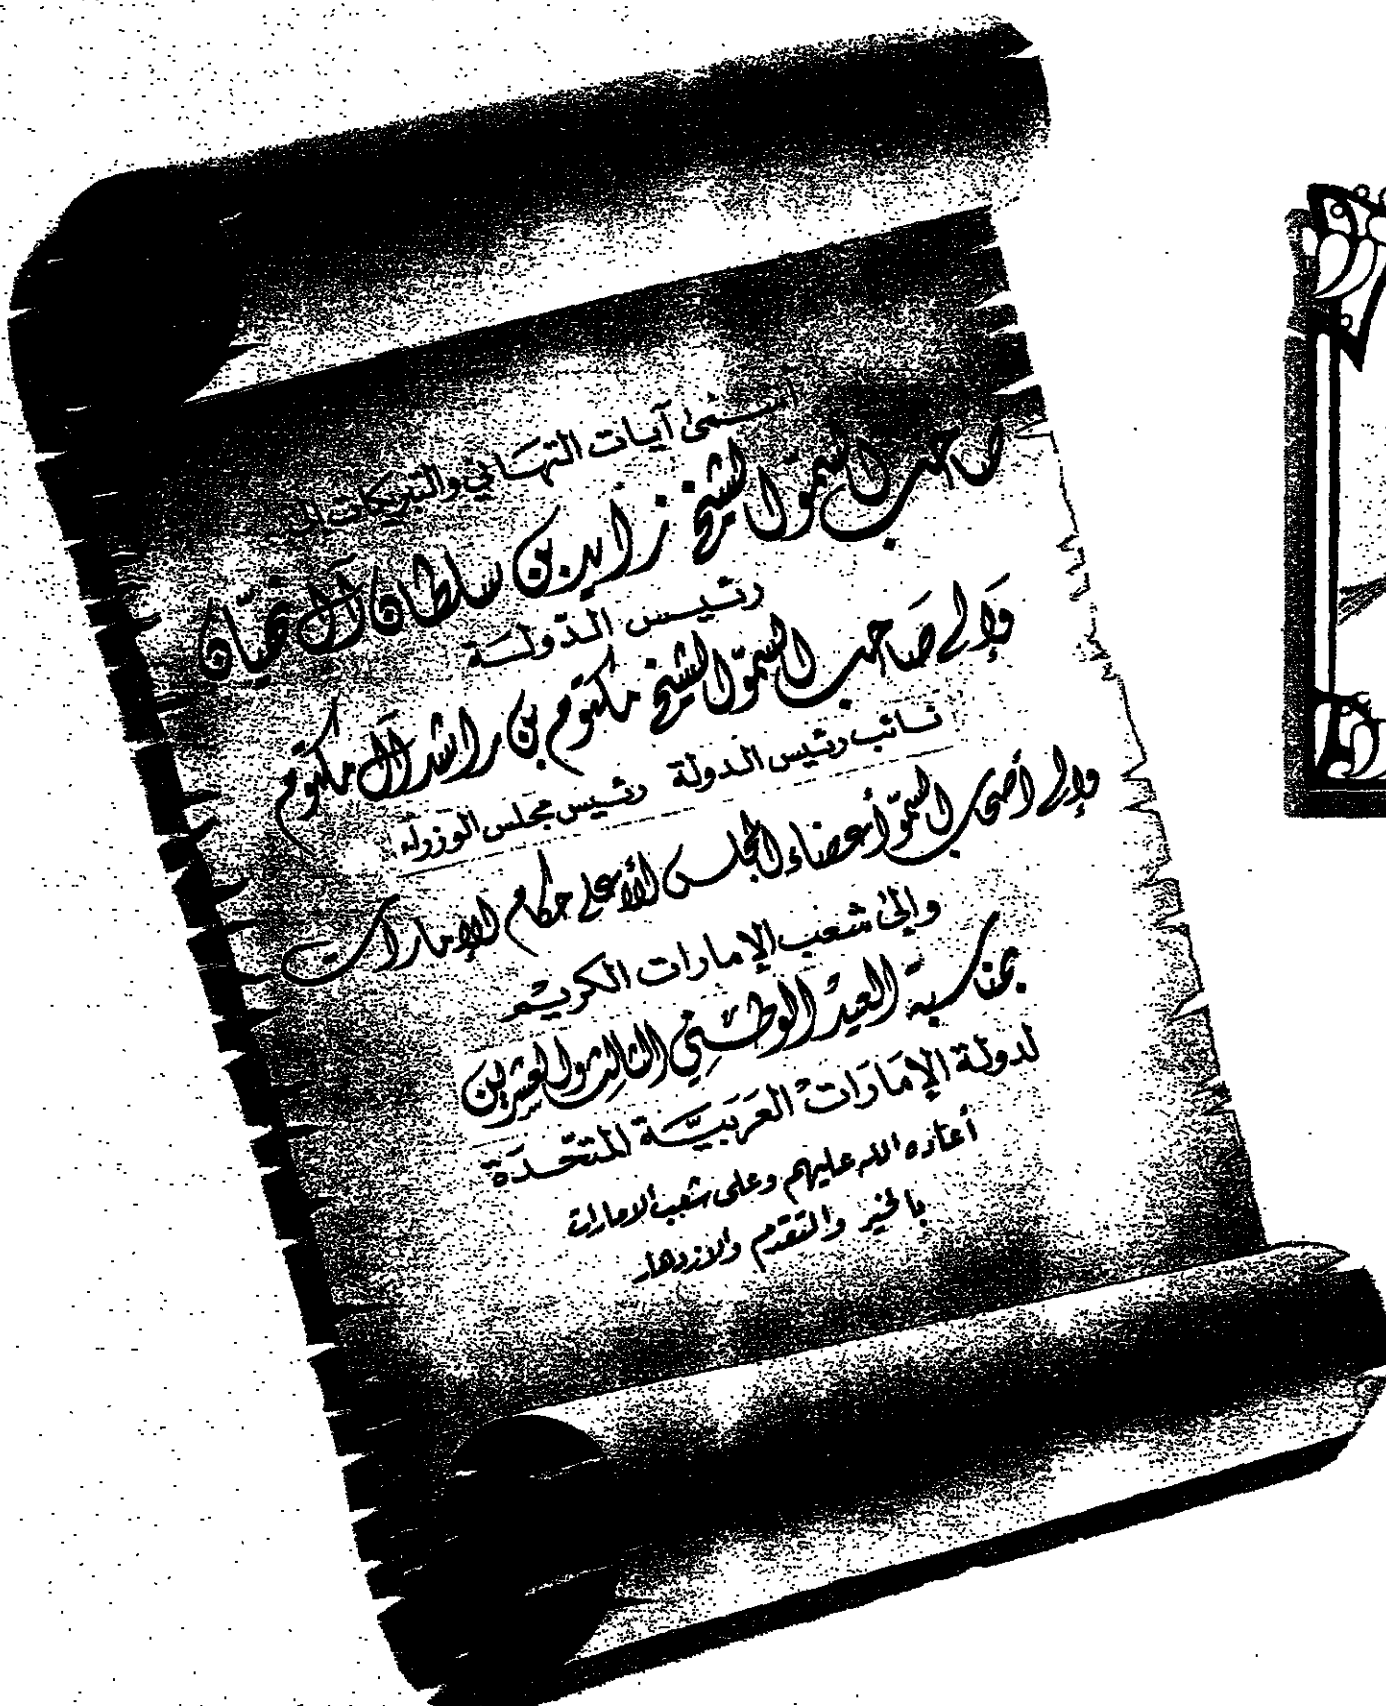 أسمى آيات التهاني والتبريكات إلى
صاحب السمو الشيخ زايد بن سلطان آل نهيان
رئيس الدولة
وإلى صاحب السمو الشيخ مكتوم بن راشد آل مكتوم
نائب رئيس الدولة رئيس مجلس الوزراء
وإلى أصحاب السمو أعضاء المجلس الأعلى حكام الإمارات
وإلى شعب الإمارات الكريم
بمناسبة العيد الوطني الثالث والعشرين
لدولة الإمارات العربية المتحدة
أعاده الله عليهم وعلى شعب الامارات
بالخير والتقدم والازدهار